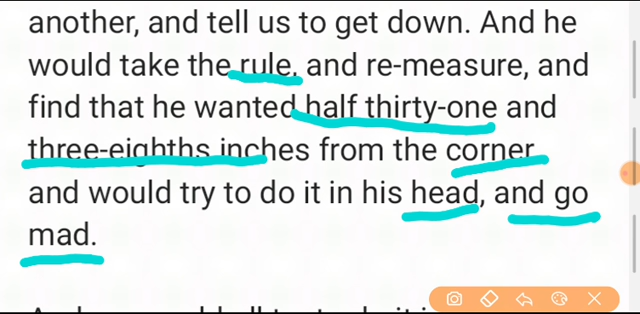 another, and tell us to get down. And he
would take the rule, and re-measure, and
find that he wanted half thirty-one and
three-eighths inches from the corner
and would try to do it in his head, and go
mad.